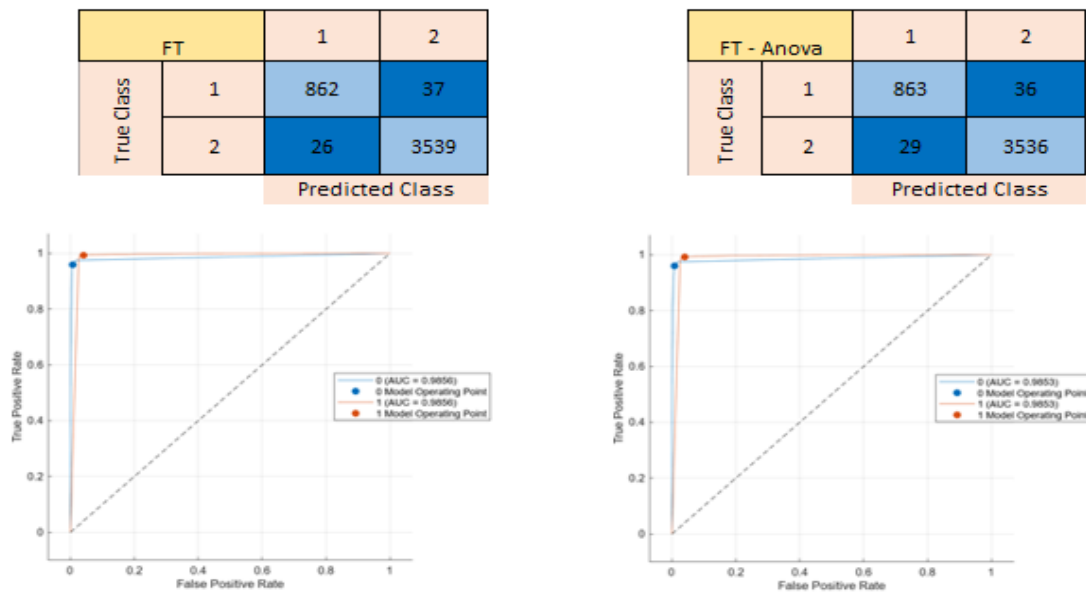 FT 1 2
True Class
1 862 37
2 26 3539
Predicted Class
FT - Anova 1 2
True Class
1 863 36
2 29 3536
Predicted Class
True Positive Rate
1
0.8
0.6
0.4
0.2
0
0 0.2 0.4 0.6 0.8 1
False Positive Rate
0 (AUC = 0.9856)
0 Model Operating Point
1 (AUC = 0.9856)
1 Model Operating Point
True Positive Rate
1
0.8
0.6
0.4
0.2
0
0 0.2 0.4 0.6 0.8 1
False Positive Rate
0 (AUC = 0.9853)
0 Model Operating Point
1 (AUC = 0.9853)
1 Model Operating Point